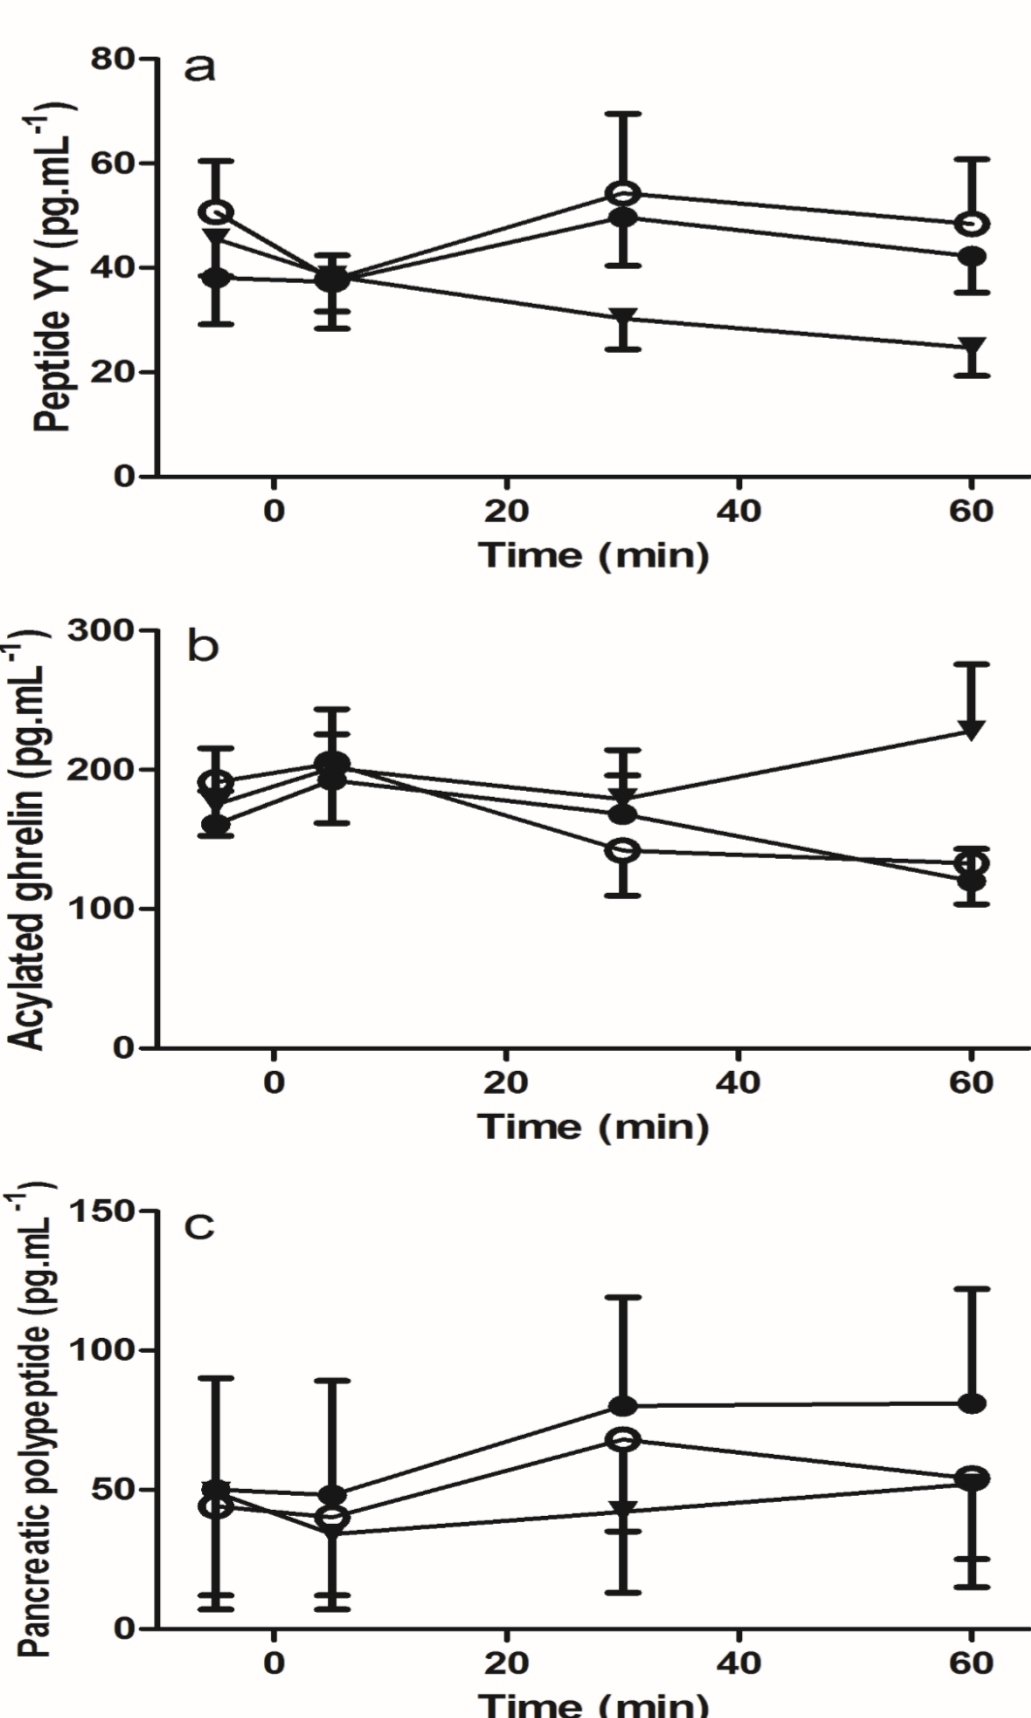 a
Peptide YY (pg.mL-1)
80
60
40
20
0
0 20 40 60
Time (min)
b
Acylated ghrelin (pg.mL-1)
300
200
100
0
0 20 40 60
Time (min)
c
Pancreatic polypeptide (pg.mL-1)
150
100
50
0
0 20 40 60
Time (min)